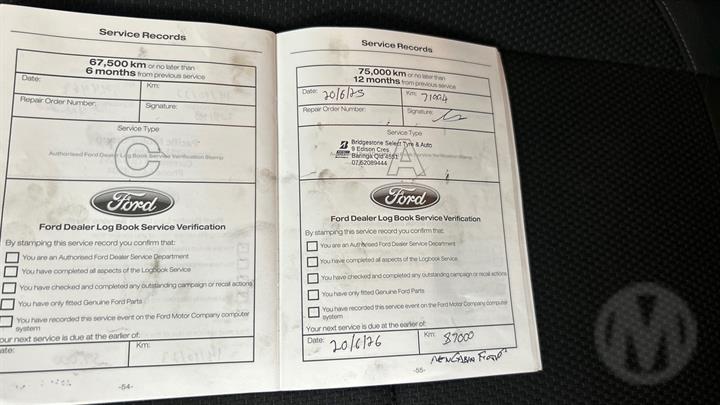 Service Records
67,500 km or no later than
6 months from previous service
Date:
Km:
Repair Order Number:
Signature:
Service Type
C
Authorised Ford Dealer Log Book Service Verification Stamp
Ford
Ford Dealer Log Book Service Verification
By stamping this service record you confirm that:
You are an Authorised Ford Dealer Service Department
You have completed all aspects of the Logbook Service
You have checked and completed any outstanding campaign or recall actions
You have only fitted Genuine Ford Parts
You have recorded this service event on the Ford Motor Company computer
system
our next service is due at the earlier of:
ate:
Km:
-54-
Service Records
75,000 km or no later than
12 months from previous service
Date: 20/6/25
Km: 71004
Repair Order Number:
Signature:
Service Type
A
Bridgestone Select Tyre & Auto
9 Edison Cres
Baringa Qld 4551
07 52089444
Ford
Ford Dealer Log Book Service Verification
By stamping this service record you confirm that:
You are an Authorised Ford Dealer Service Department
You have completed all aspects of the Logbook Service
You have checked and completed any outstanding campaign or recall actions
You have only fitted Genuine Ford Parts
You have recorded this service event on the Ford Motor Company computer
system
Your next service is due at the earlier of:
Date: 20/6/26
Km: 87000
-55-